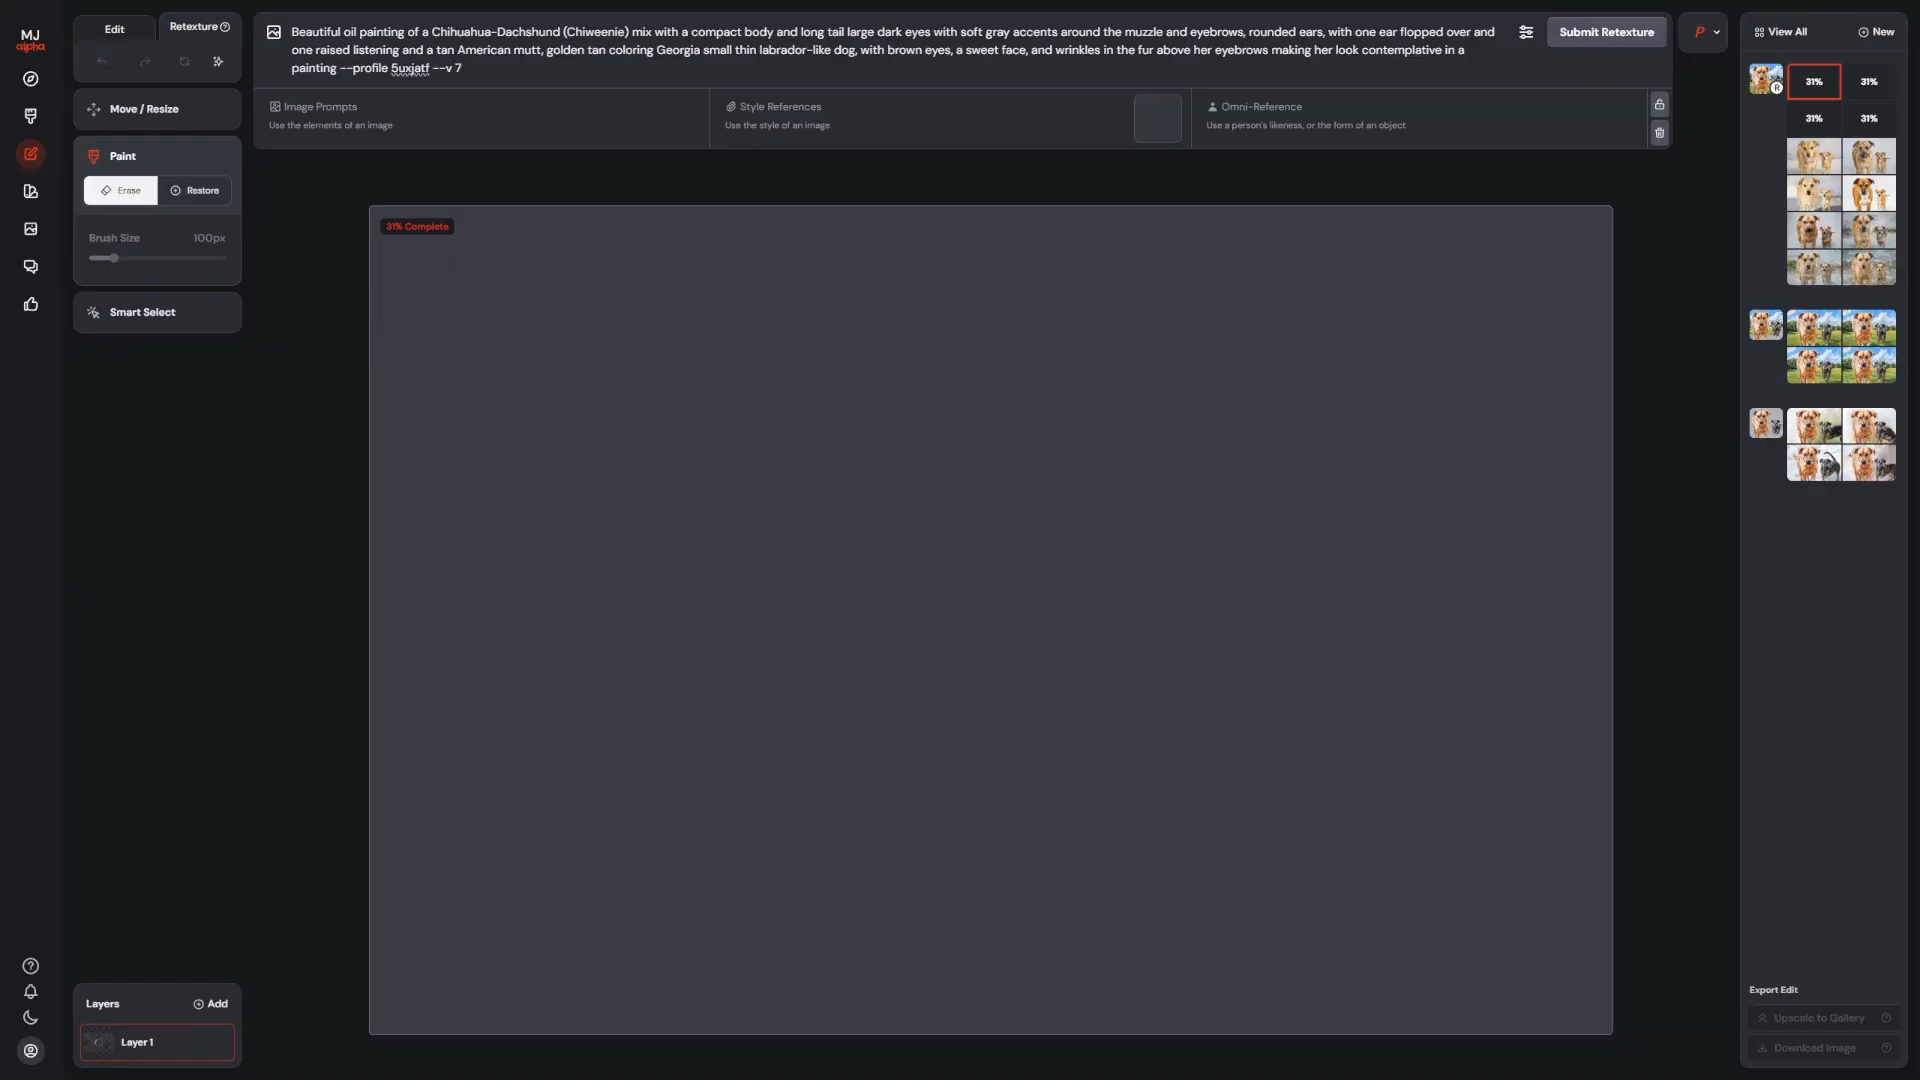 MJ
alpha
Edit
Retexture
Move / Resize
Paint
Erase
Restore
Brush Size
100px
Smart Select
Beautiful oil painting of a Chihuahua-Dachshund (Chiweenie) mix with a compact body and long tail large dark eyes with soft gray accents around the muzzle and eyebrows, rounded ears, with one ear flopped over and
one raised listening and a tan American mutt, golden tan coloring Georgia small thin labrador-like dog, with brown eyes, a sweet face, and wrinkles in the fur above her eyebrows making her look contemplative in a
painting --profile 5uxjatf --v 7
Submit Retexture
P
Image Prompts
Use the elements of an image
Style References
Use the style of an image
Omni-Reference
Use a person's likeness, or the form of an object
31% Complete
View All
New
R
31%
31%
31%
31%
Layers
Add
Layer 1
Export Edit
Upscale to Gallery
Download Image